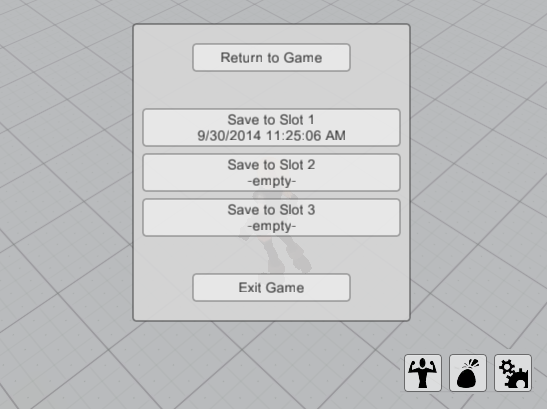 Return to Game
Save to Slot 1
9/30/2014 11:25:06 AM
Save to Slot 2
-empty-
Save to Slot 3
-empty-
Exit Game